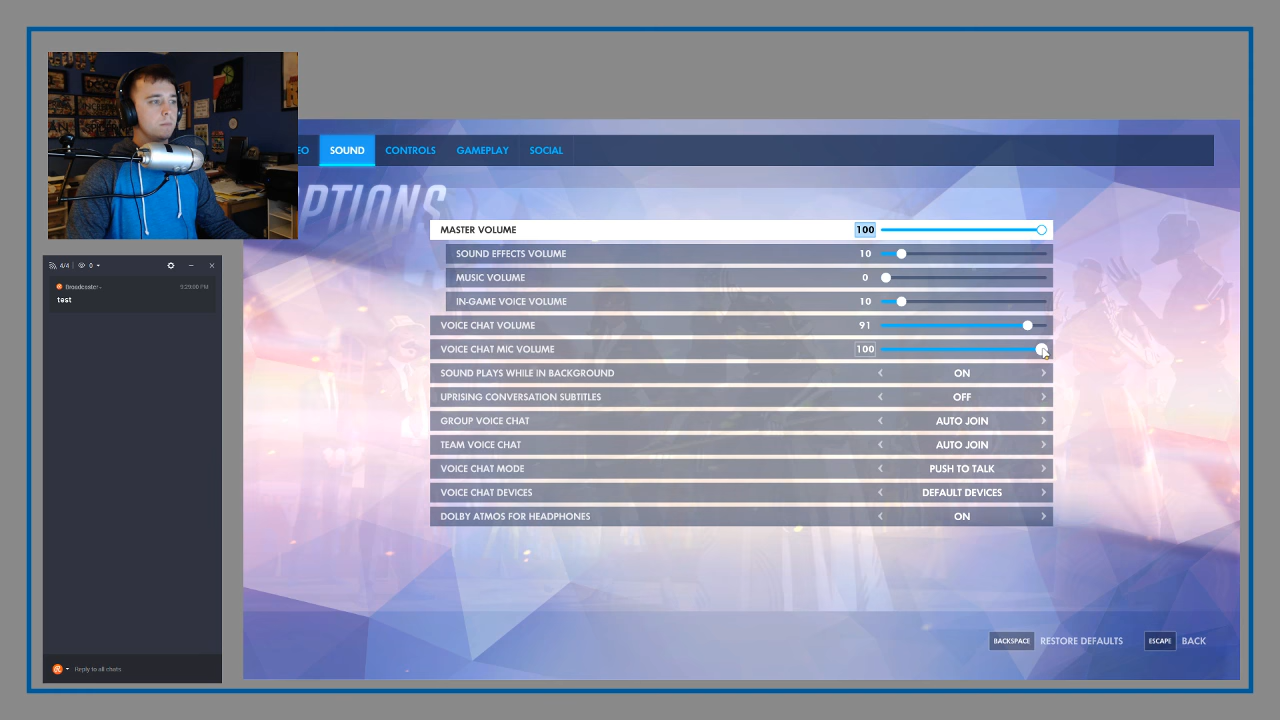 EO SOUND CONTROLS GAMEPLAY SOCIAL
PTIONS
MASTER VOLUME 100
SOUND EFFECTS VOLUME 10
MUSIC VOLUME 0
IN-GAME VOICE VOLUME 10
VOICE CHAT VOLUME 91
VOICE CHAT MIC VOLUME 100
SOUND PLAYS WHILE IN BACKGROUND ON
UPRISING CONVERSATION SUBTITLES OFF
GROUP VOICE CHAT AUTO JOIN
TEAM VOICE CHAT AUTO JOIN
VOICE CHAT MODE PUSH TO TALK
VOICE CHAT DEVICES DEFAULT DEVICES
DOLBY ATMOS FOR HEADPHONES ON
BACKSPACE RESTORE DEFAULTS ESCAPE BACK
4/4 0
Broadcaster 9:29:00 PM
test
Reply to all chats